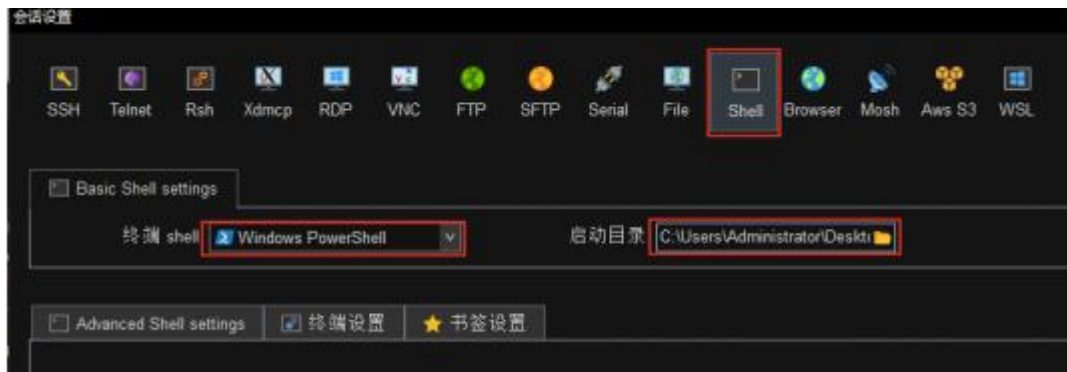 会话设置
SSH Telnet Rsh Xdmcp RDP VNC FTP SFTP Serial File Shell Browser Mosh Aws S3 WSL
Basic Shell settings
终端 shell Windows PowerShell 启动目录 C:\Users\Administrator\Deskt
Advanced Shell settings 终端设置 书签设置